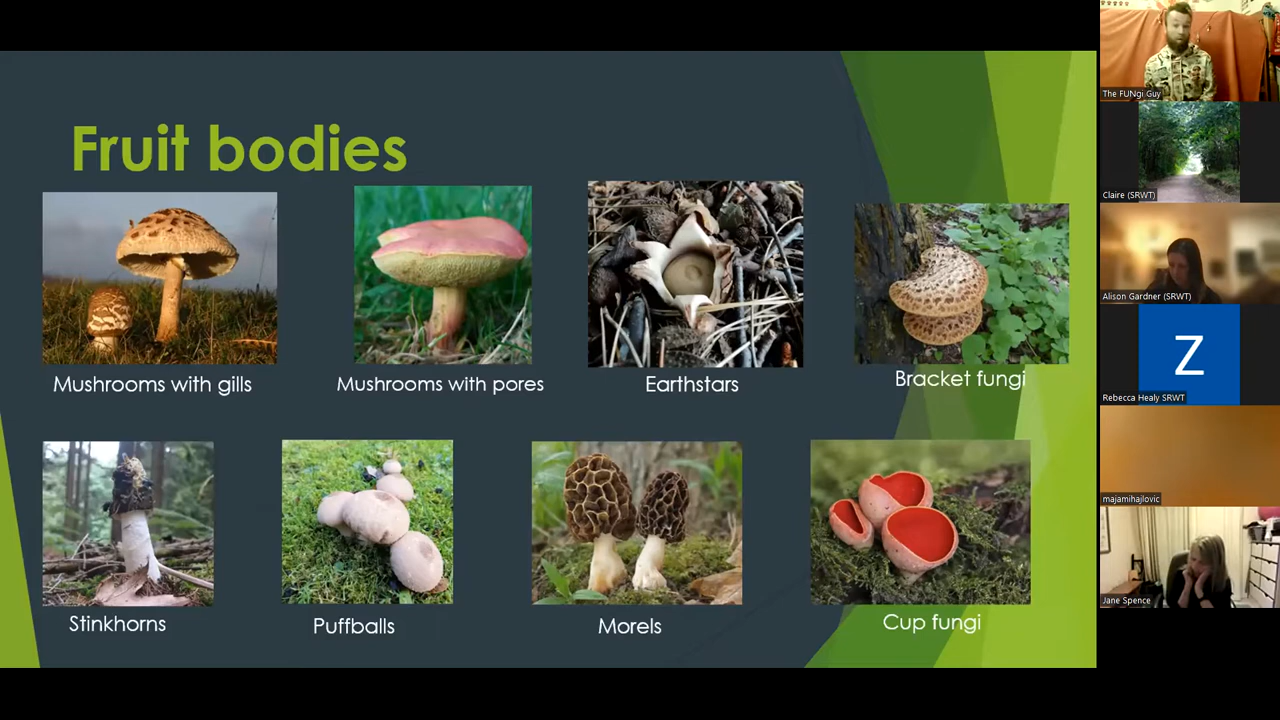 Fruit bodies
Mushrooms with gills
Mushrooms with pores
Earthstars
Bracket fungi
Stinkhorns
Puffballs
Morels
Cup fungi
The FUNgi Guy
Claire (SRWT)
Alison Gardner (SRWT)
Z
Rebecca Healy SRWT
majamihajlovic
Jane Spence